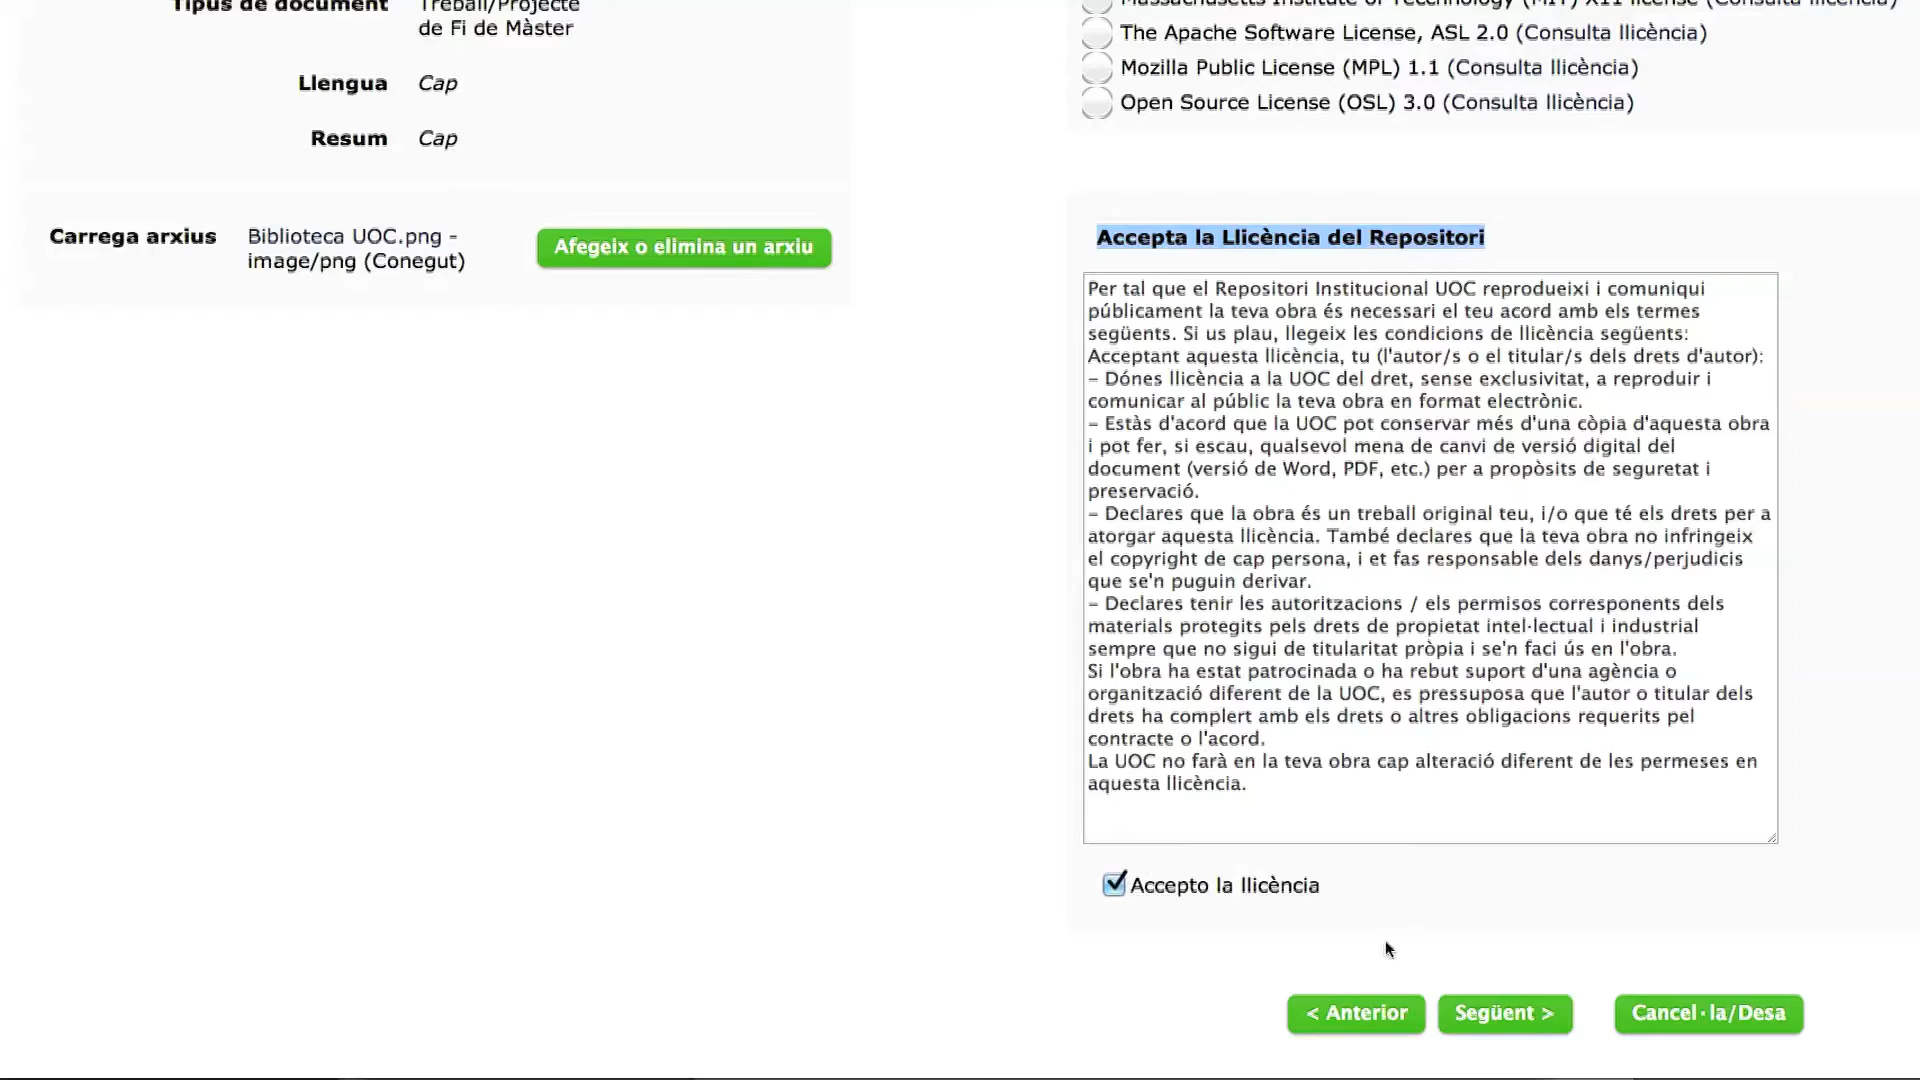 Tipus de document
Treball/Projecte
de Fi de Màster
Llengua
Cap
Resum
Cap
Carrega arxius
Biblioteca UOC.png -
image/png (Conegut)
Afegeix o elimina un arxiu
Massachusetts Institute of Tecchnology (MIT) X11 license (Consulta llicència)
The Apache Software License, ASL 2.0 (Consulta llicència)
Mozilla Public License (MPL) 1.1 (Consulta llicència)
Open Source License (OSL) 3.0 (Consulta llicència)
Accepta la Llicència del Repositori
Per tal que el Repositori Institucional UOC reprodueixi i comuniqui
públicament la teva obra és necessari el teu acord amb els termes
següents. Si us plau, llegeix les condicions de llicència següents:
Acceptant aquesta llicència, tu (l'autor/s o el titular/s dels drets d'autor):
- Dónes llicència a la UOC del dret, sense exclusivitat, a reproduir i
comunicar al públic la teva obra en format electrònic.
- Estàs d'acord que la UOC pot conservar més d'una còpia d'aquesta obra
i pot fer, si escau, qualsevol mena de canvi de versió digital del
document (versió de Word, PDF, etc.) per a propòsits de seguretat i
preservació.
- Declares que la obra és un treball original teu, i/o que té els drets per a
atorgar aquesta llicència. També declares que la teva obra no infringeix
el copyright de cap persona, i et fas responsable dels danys/perjudicis
que se'n puguin derivar.
- Declares tenir les autoritzacions / els permisos corresponents dels
materials protegits pels drets de propietat intel·lectual i industrial
sempre que no sigui de titularitat pròpia i se'n faci ús en l'obra.
Si l'obra ha estat patrocinada o ha rebut suport d'una agència o
organització diferent de la UOC, es pressuposa que l'autor o titular dels
drets ha complert amb els drets o altres obligacions requerits pel
contracte o l'acord.
La UOC no farà en la teva obra cap alteració diferent de les permeses en
aquesta llicència.
Accepto la llicència
< Anterior
Següent >
Cancel·la/Desa